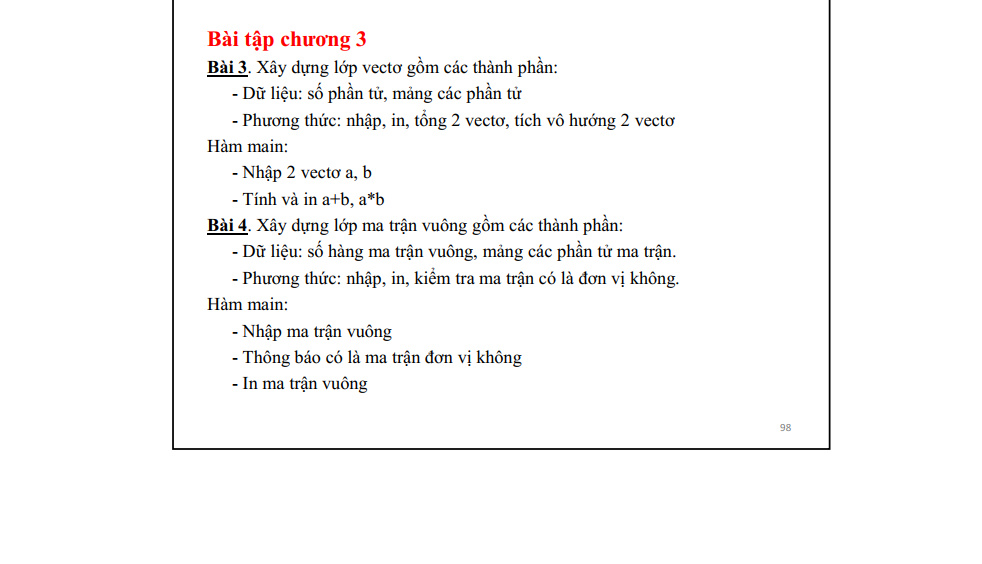 Bài tập chương 3
Bài 3. Xây dựng lớp vectơ gồm các thành phần:
- Dữ liệu: số phần tử, mảng các phần tử
- Phương thức: nhập, in, tổng 2 vectơ, tích vô hướng 2 vectơ
Hàm main:
- Nhập 2 vectơ a, b
- Tính và in a+b, a*b
Bài 4. Xây dựng lớp ma trận vuông gồm các thành phần:
- Dữ liệu: số hàng ma trận vuông, mảng các phần tử ma trận.
- Phương thức: nhập, in, kiểm tra ma trận có là đơn vị không.
Hàm main:
- Nhập ma trận vuông
- Thông báo có là ma trận đơn vị không
- In ma trận vuông
98